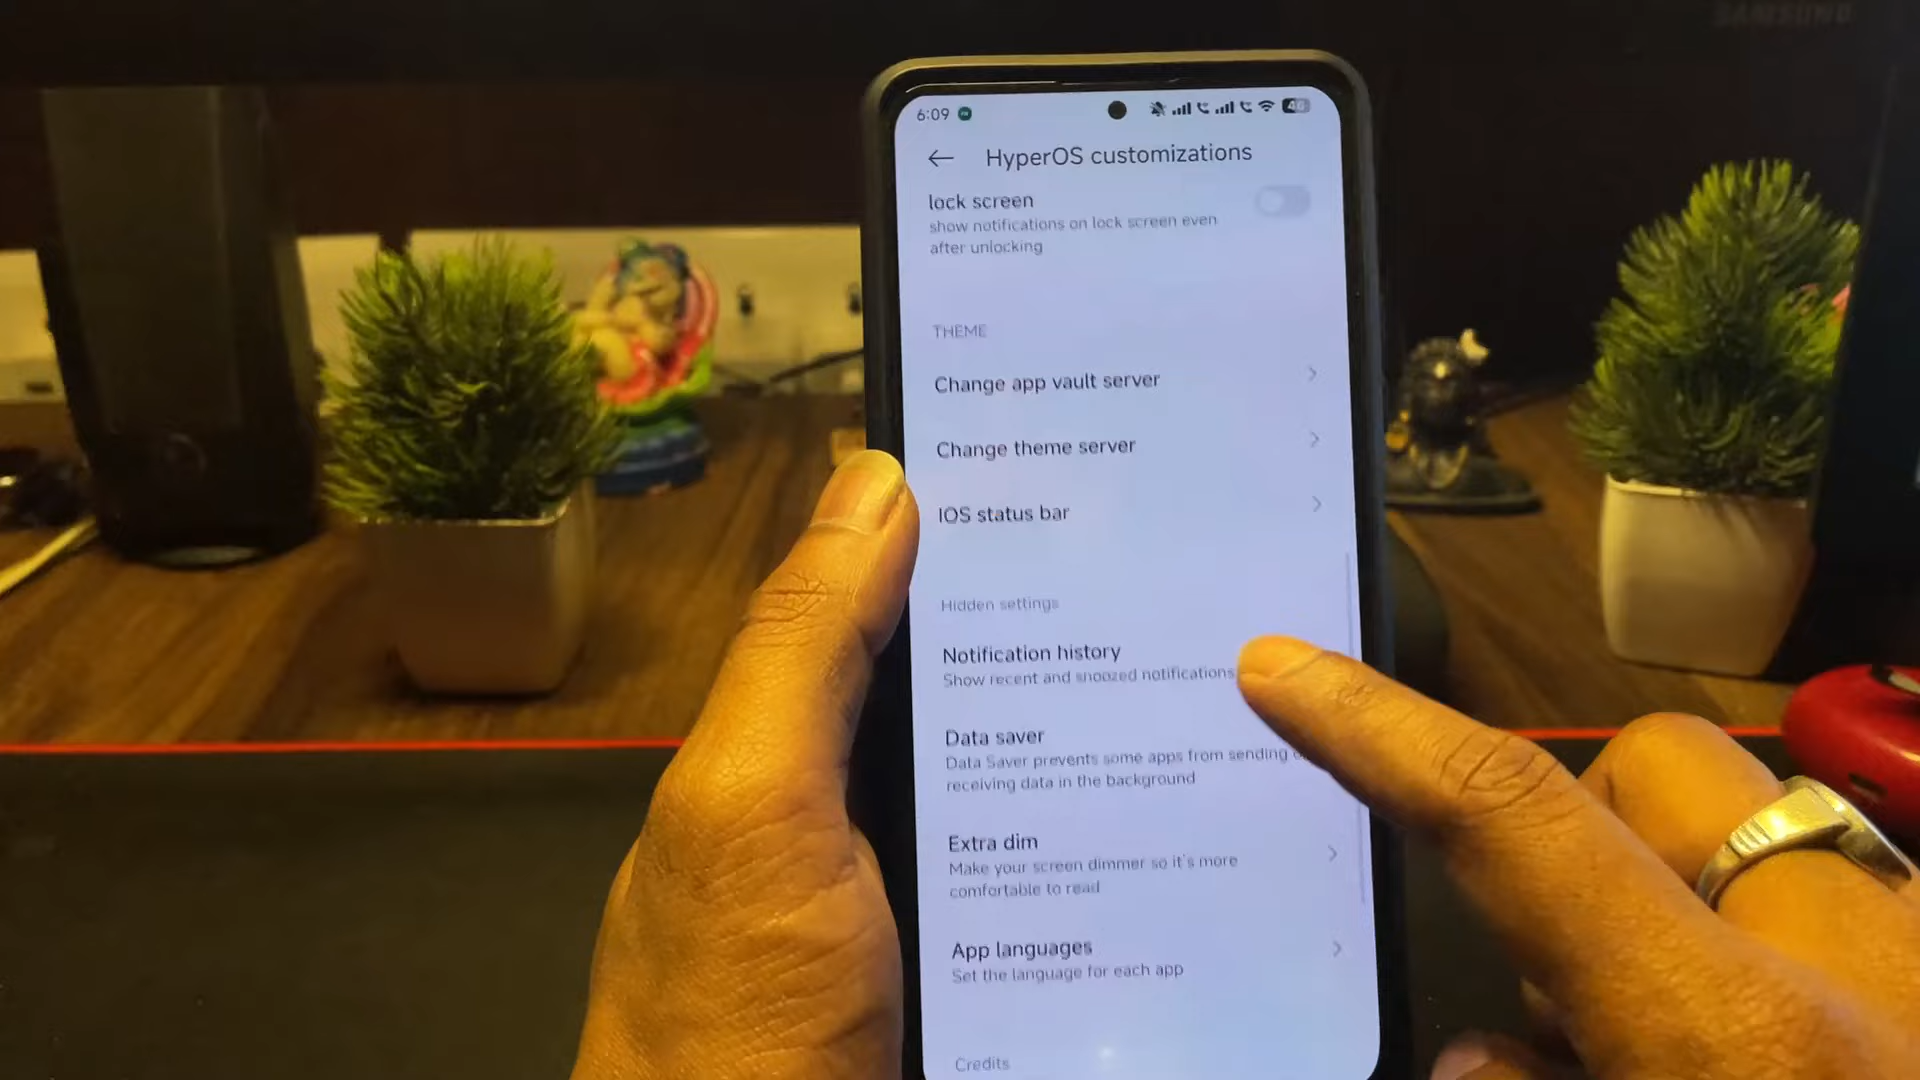 SAMSUNG
6:09
48
HyperOS customizations
lock screen
show notifications on lock screen even
after unlocking
THEME
Change app vault server
Change theme server
IOS status bar
Hidden settings
Notification history
Show recent and snoozed notifications
Data saver
Data Saver prevents some apps from sending
receiving data in the background
Extra dim
Make your screen dimmer so it's more
comfortable to read
App languages
Set the language for each app
Credits